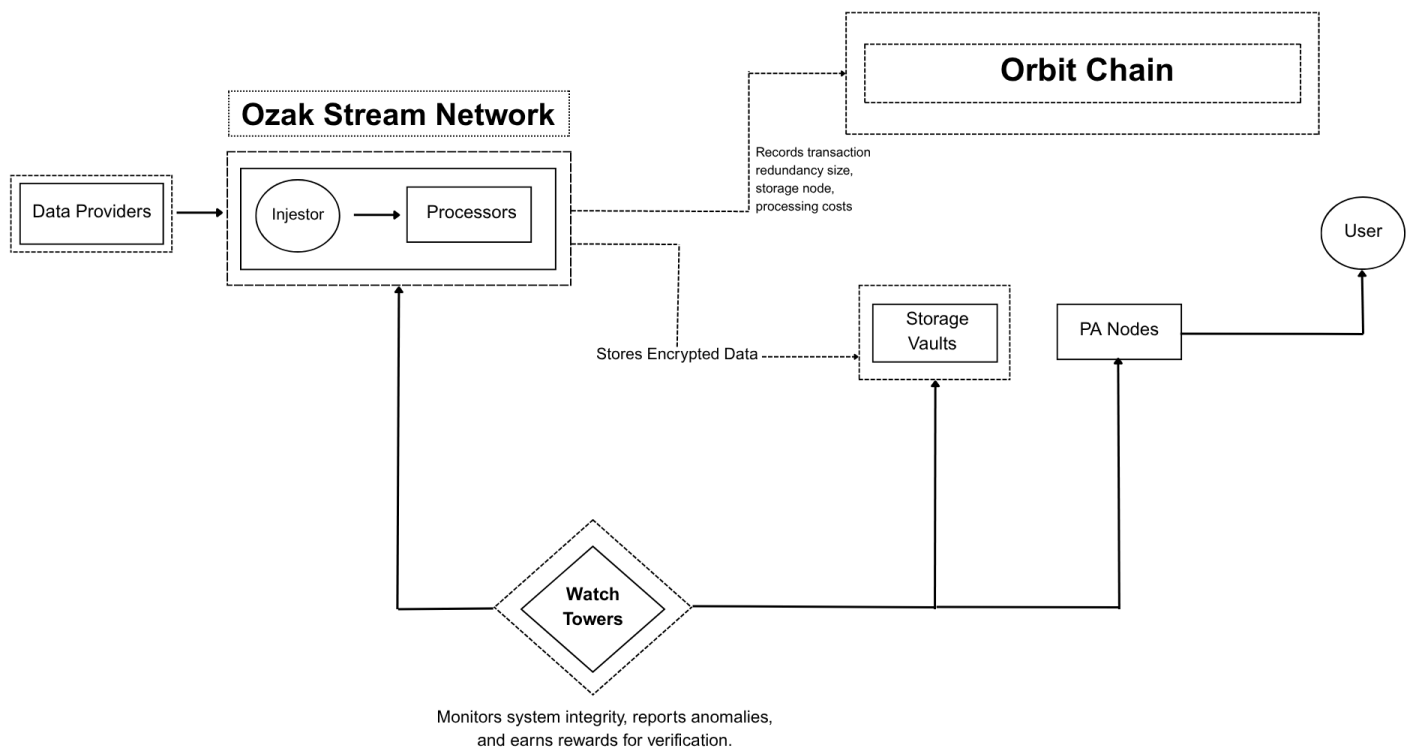 Orbit Chain
Ozak Stream Network
Records transaction
redundancy size,
storage node,
processing costs
Data Providers
Injestor
Processors
User
Storage
Vaults
PA Nodes
Stores Encrypted Data
Watch
Towers
Monitors system integrity, reports anomalies,
and earns rewards for verification.